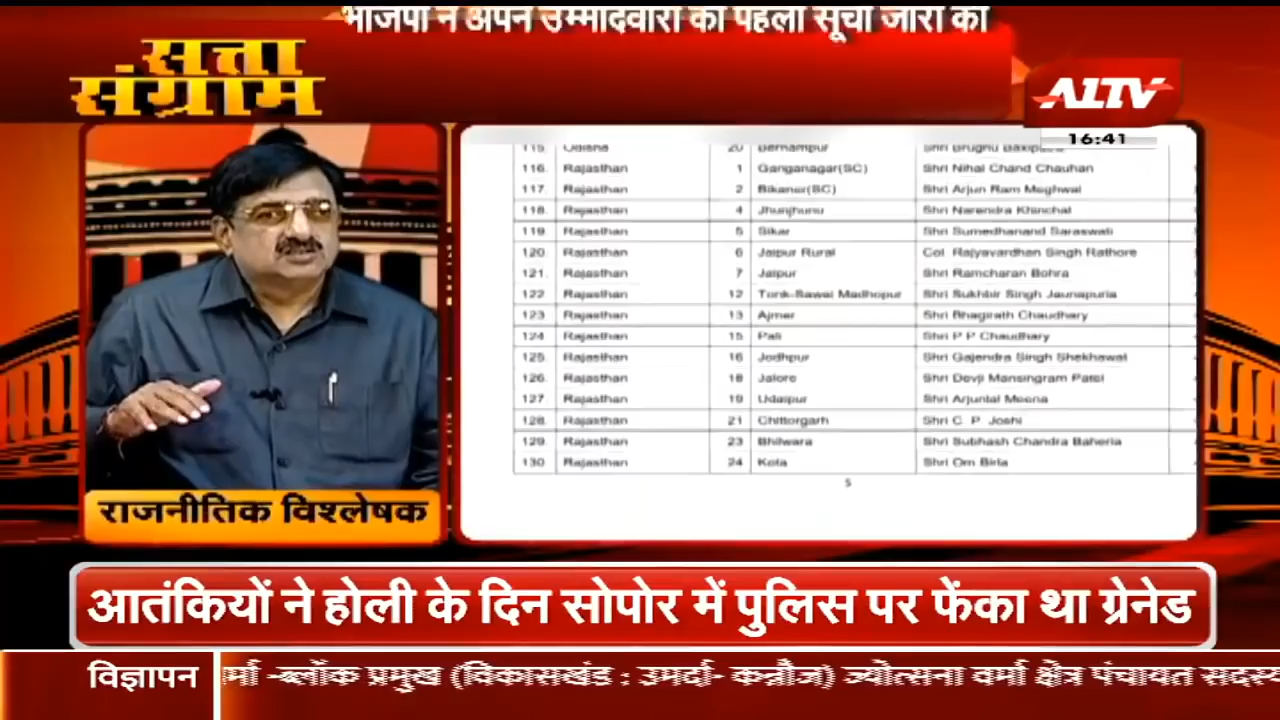 भाजपा ने अपने उम्मीदवारों की पहली सूची जारी की
सत्ता
संग्राम
ALTV
16:41
115. Odisha 20 Berhampur Shri Bhrugu Baxipatra
116. Rajasthan 1 Ganganagar(SC) Shri Nihal Chand Chauhan
117. Rajasthan 2 Bikaner(SC) Shri Arjun Ram Meghwal
118. Rajasthan 4 Jhunjhunu Shri Narendra Khinchal
119. Rajasthan 5 Sikar Shri Sumedhanand Saraswati
120. Rajasthan 6 Jaipur Rural Col. Rajyavardhan Singh Rathore
121. Rajasthan 7 Jaipur Shri Ramcharan Bohra
122. Rajasthan 12 Tonk-Sawai Madhopur Shri Sukhbir Singh Jaunapuria
123. Rajasthan 13 Ajmer Shri Bhagirath Chaudhary
124. Rajasthan 15 Pali Shri P P Chaudhary
125. Rajasthan 16 Jodhpur Shri Gajendra Singh Shekhawat
126. Rajasthan 18 Jalore Shri Devji Mansingram Patel
127. Rajasthan 19 Udaipur Shri Arjunlal Meena
128. Rajasthan 21 Chittorgarh Shri C. P. Joshi
129. Rajasthan 23 Bhilwara Shri Subhash Chandra Baheria
130. Rajasthan 24 Kota Shri Om Birla
5
राजनीतिक विश्लेषक
आतंकियों ने होली के दिन सोपोर में पुलिस पर फेंका था ग्रेनेड
विज्ञापन -ब्लॉक प्रमुख (विकासखंड : उमर्दा- कन्नौज) ज्योत्सना वर्मा क्षेत्र पंचायत